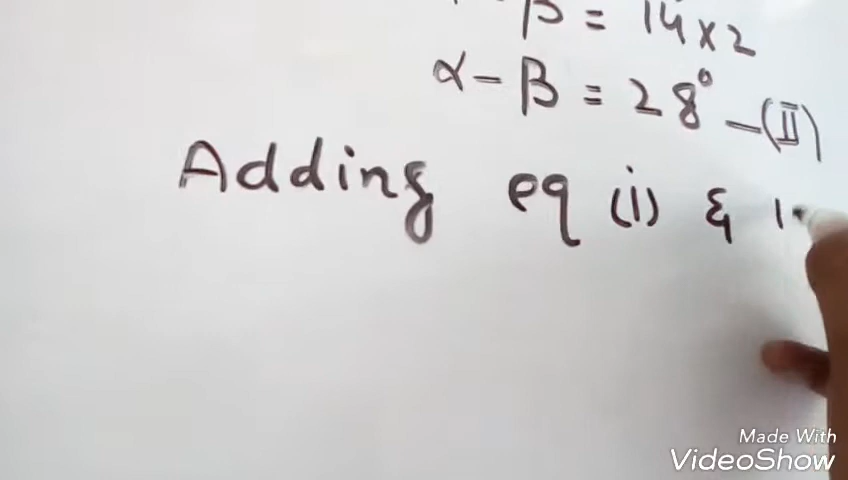 β = 14 × 2
α - β = 28° - (II)
Adding eq (i) &
Made With
VideoShow